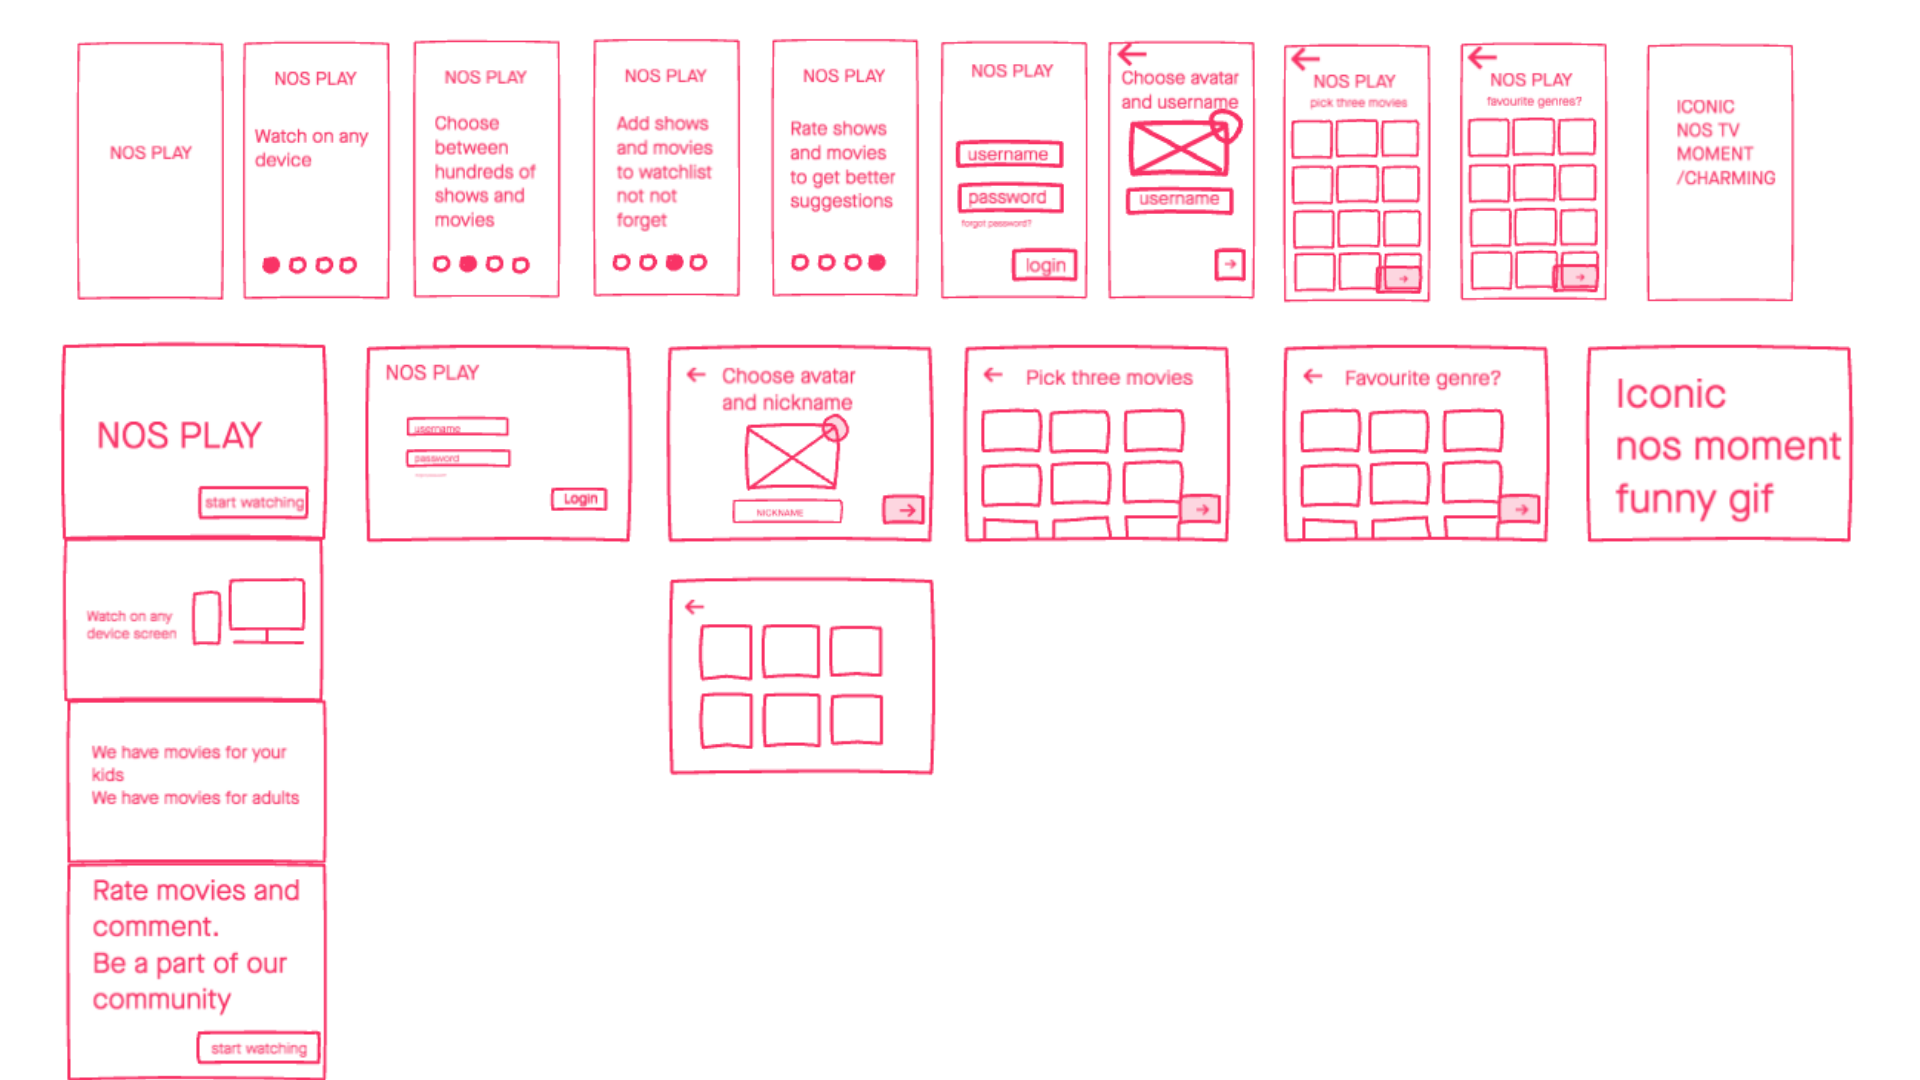 NOS PLAY
NOS PLAY
Watch on any
device
NOS PLAY
Choose
between
hundreds of
shows and
movies
NOS PLAY
Add shows
and movies
to watchlist
not not
forget
NOS PLAY
Rate shows
and movies
to get better
suggestions
NOS PLAY
username
password
forgot password?
login
Choose avatar
and username
username
NOS PLAY
pick three movies
NOS PLAY
favourite genres?
ICONIC
NOS TV
MOMENT
/CHARMING
NOS PLAY
start watching
NOS PLAY
username
password
Login
Choose avatar
and nickname
NICKNAME
Pick three movies
Favourite genre?
Iconic
nos moment
funny gif
Watch on any
device screen
We have movies for your
kids
We have movies for adults
Rate movies and
comment.
Be a part of our
community
start watching